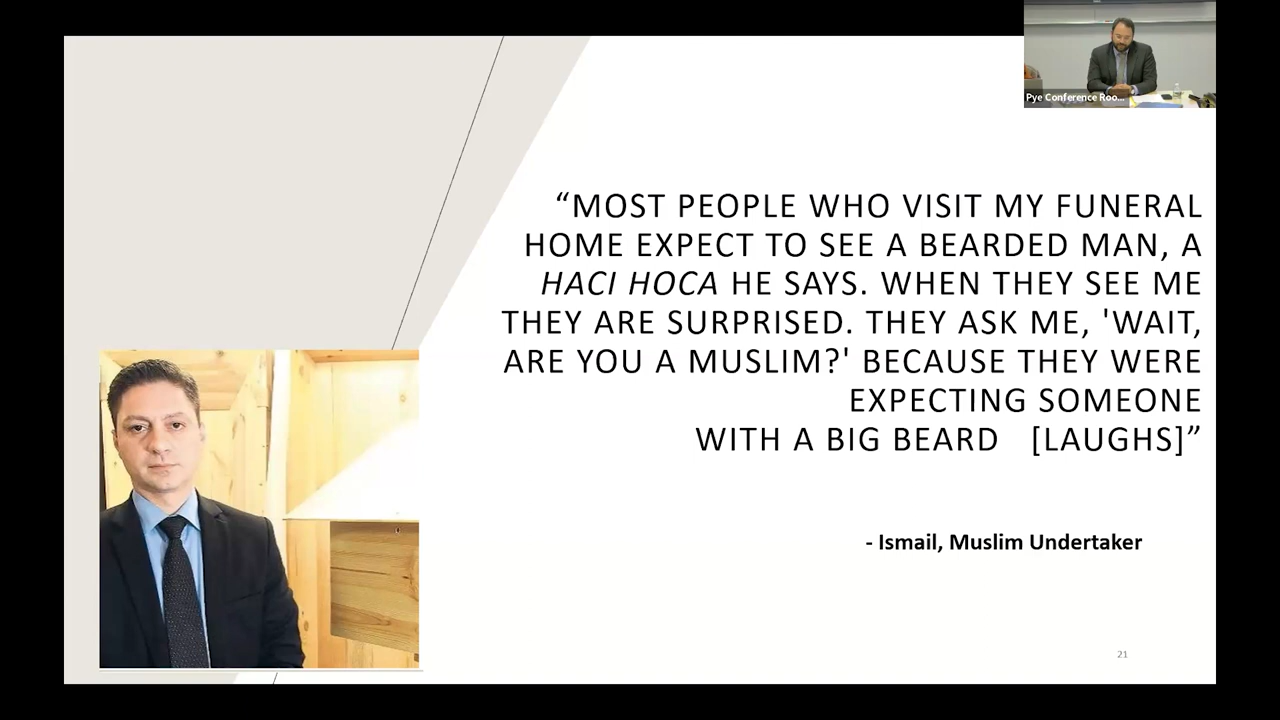 Pye Conference Roo...
“MOST PEOPLE WHO VISIT MY FUNERAL
HOME EXPECT TO SEE A BEARDED MAN, A
HACI HOCA HE SAYS. WHEN THEY SEE ME
THEY ARE SURPRISED. THEY ASK ME, 'WAIT,
ARE YOU A MUSLIM?' BECAUSE THEY WERE
EXPECTING SOMEONE
WITH A BIG BEARD [LAUGHS]”
- Ismail, Muslim Undertaker
21